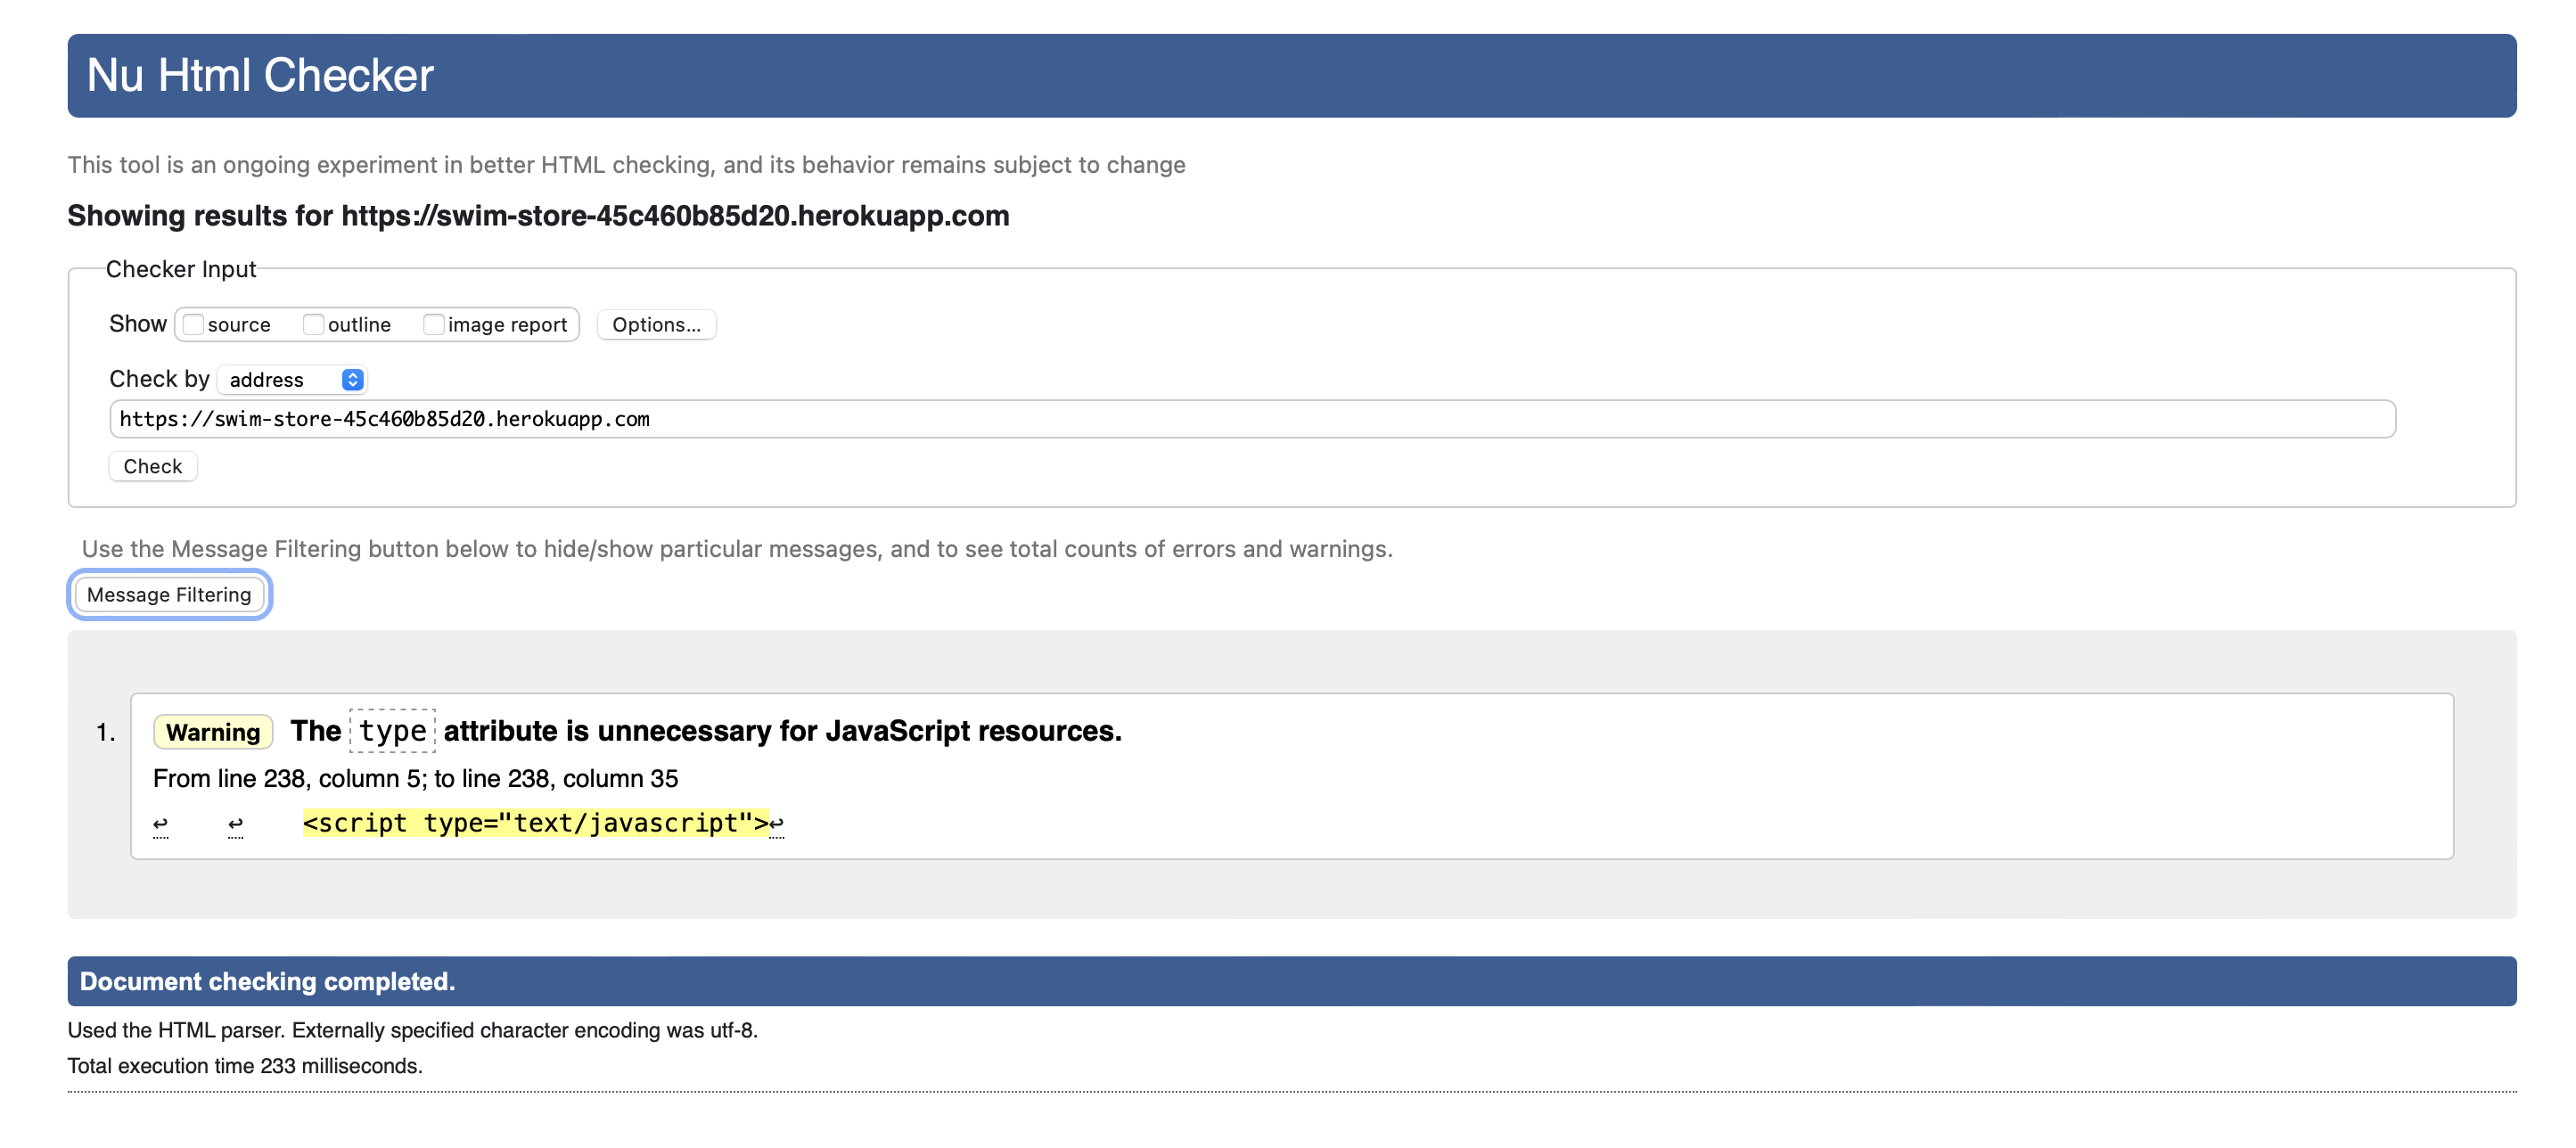 Nu Html Checker
This tool is an ongoing experiment in better HTML checking, and its behavior remains subject to change
Showing results for https://swim-store-45c460b85d20.herokuapp.com
Checker Input
Show source outline image report Options...
Check by address
https://swim-store-45c460b85d20.herokuapp.com
Check
Use the Message Filtering button below to hide/show particular messages, and to see total counts of errors and warnings.
Message Filtering
1. Warning The type attribute is unnecessary for JavaScript resources.
From line 238, column 5; to line 238, column 35
↩ ↩ <script type="text/javascript">↩
Document checking completed.
Used the HTML parser. Externally specified character encoding was utf-8.
Total execution time 233 milliseconds.